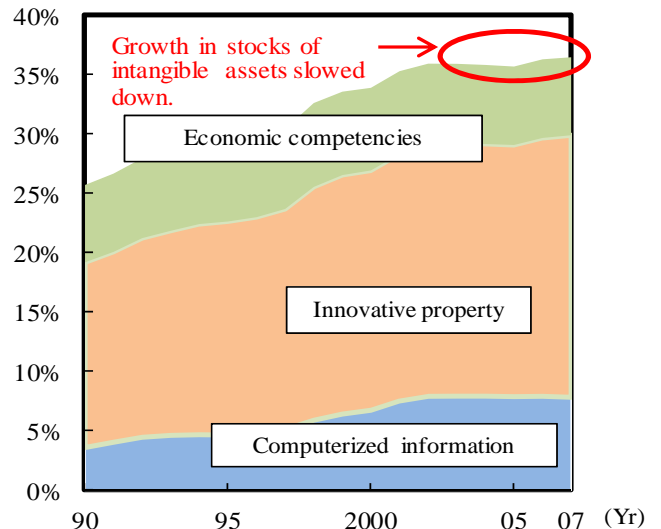 40%
Growth in stocks of
intangible assets slowed
down.
35%
30%
Economic competencies
25%
20%
15%
Innovative property
10%
5%
Computerized information
0%
90 95 2000 05 07 (Yr)